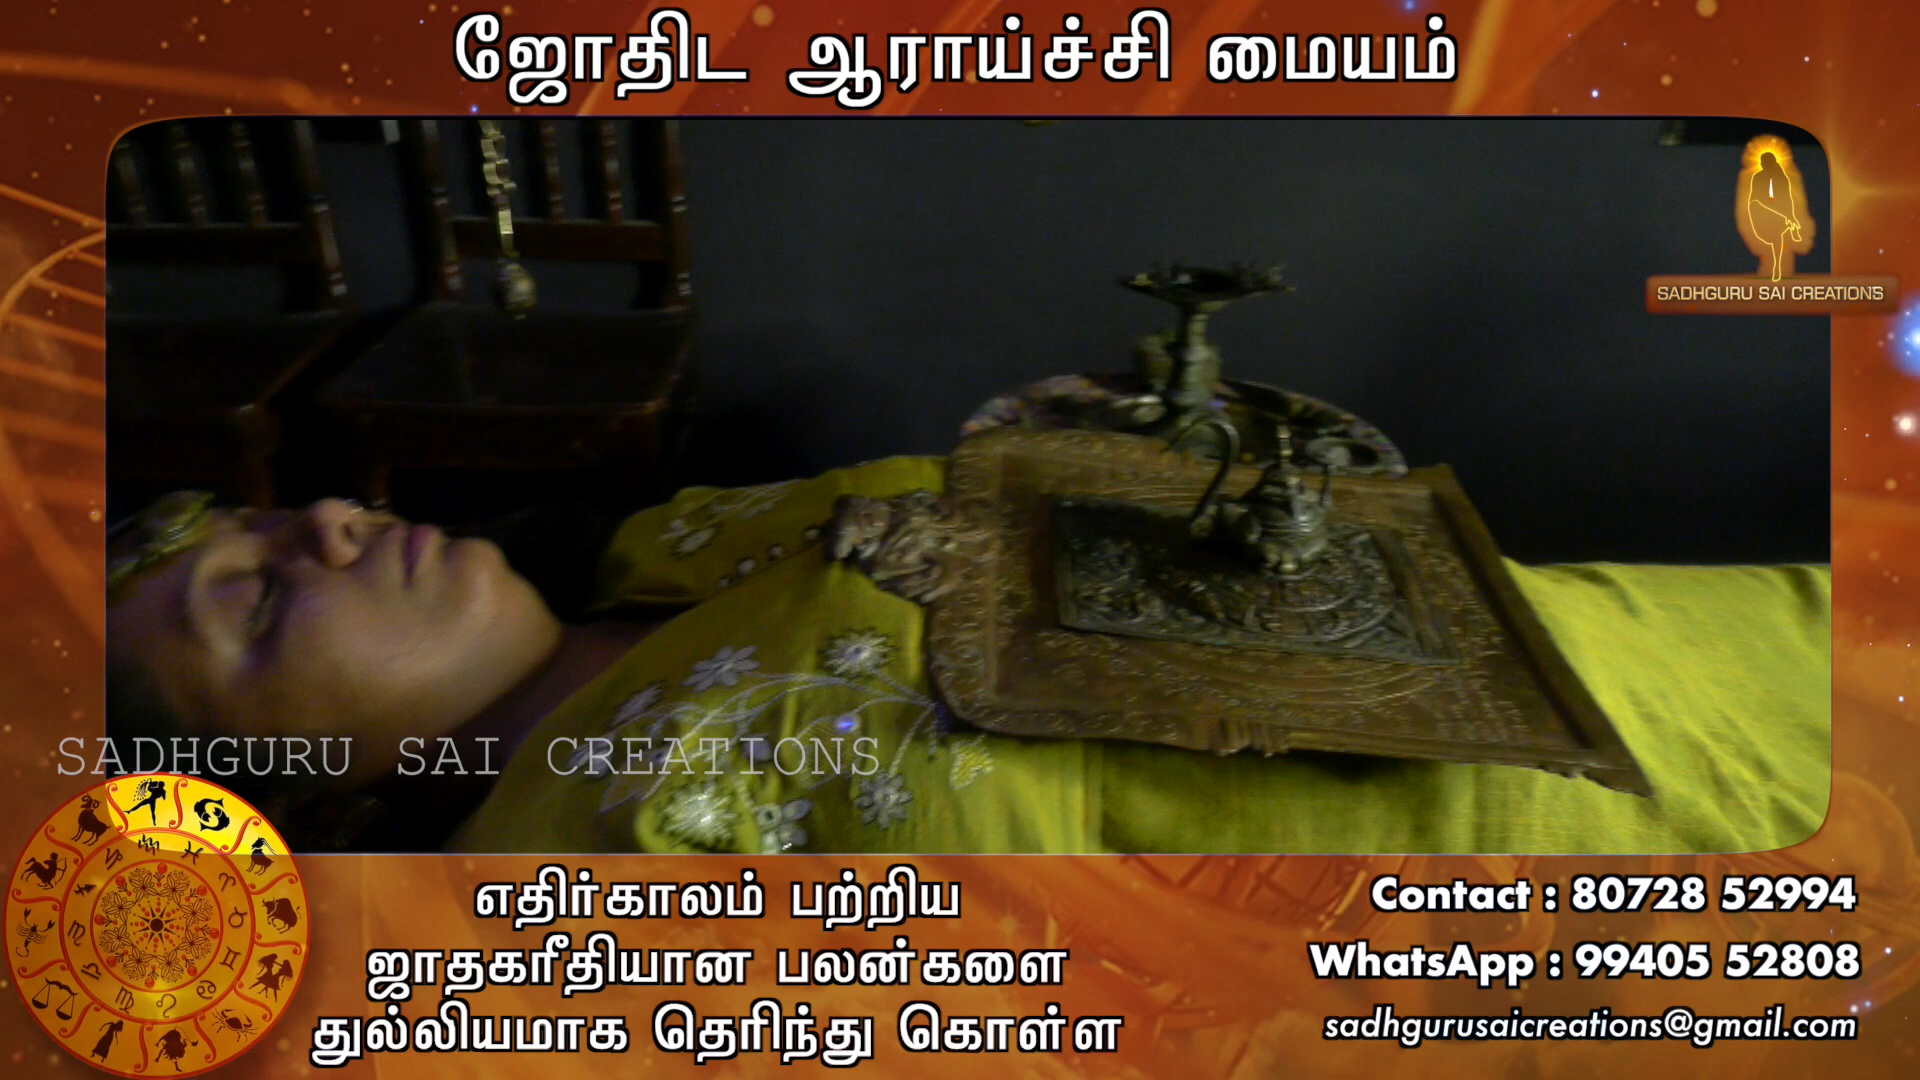 ஜோதிட ஆராய்ச்சி மையம்
SADHGURU SAI CREATIONS
SADHGURU SAI CREATIONS
எதிர்காலம் பற்றிய
ஜாதகரீதியான பலன்களை
துல்லியமாக தெரிந்து கொள்ள
Contact : 80728 52994
WhatsApp : 99405 52808
sadhgurusaicreations@gmail.com